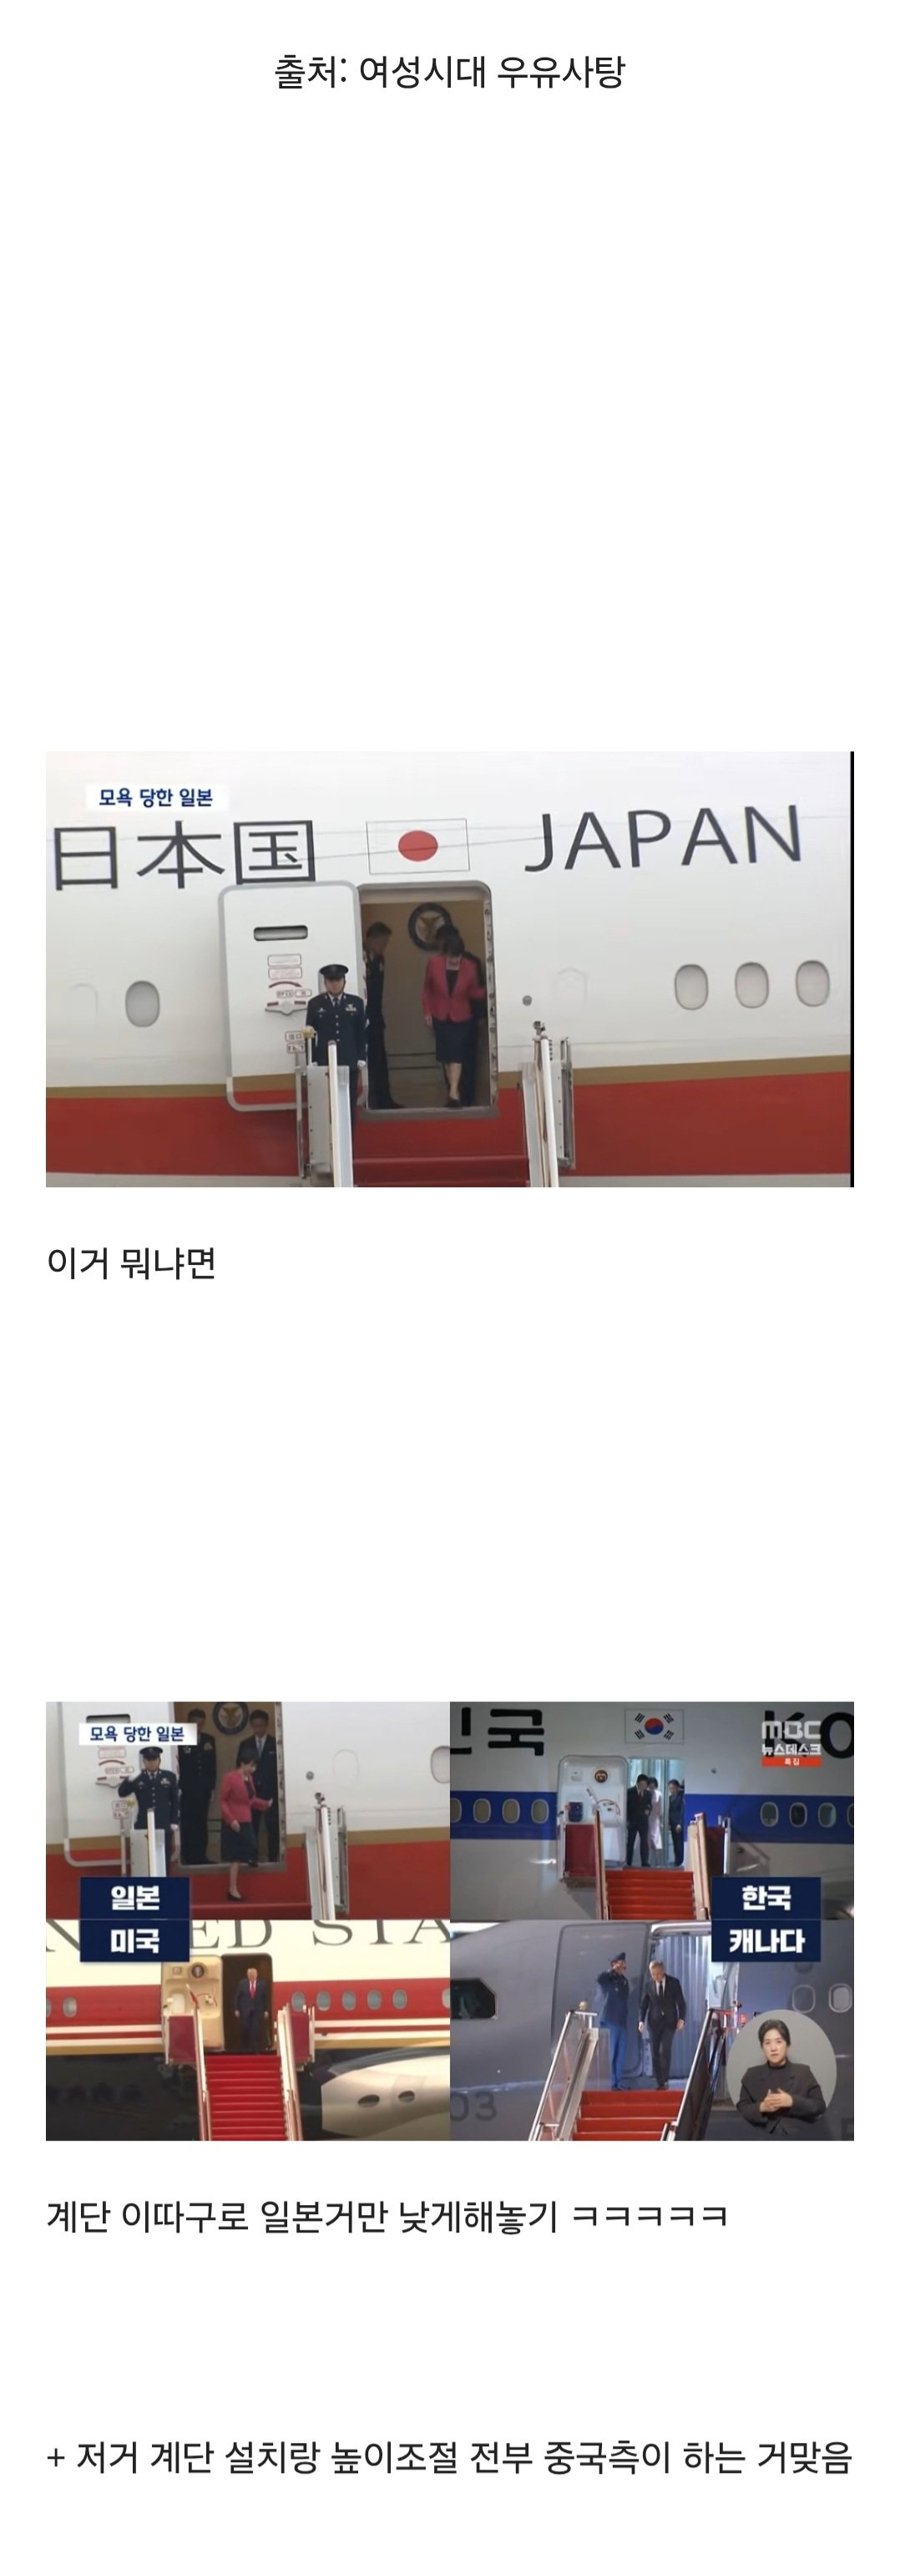 출처: 여성시대 우유사탕
모욕 당한 일본
日本国 JAPAN
이거 뭐냐면
모욕 당한 일본
국
KO
MBC
뉴스데스크
특집
일본
한국
미국
캐나다
ED STA
03
계단 이따구로 일본거만 낮게해놓기 ㅋㅋㅋㅋㅋ
+ 저거 계단 설치랑 높이조절 전부 중국측이 하는 거맞음